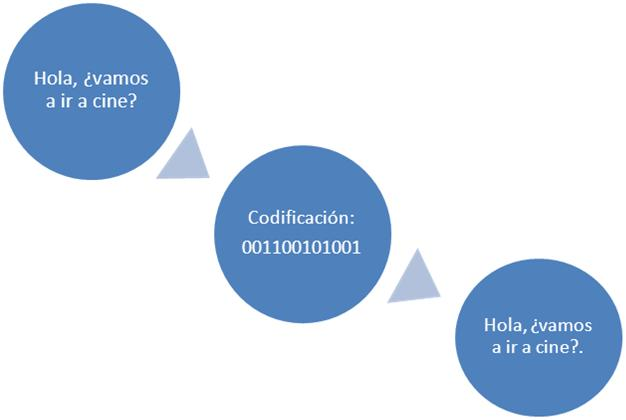 Hola, ¿vamos
a ir a cine?
Codificación:
001100101001
Hola, ¿vamos
a ir a cine?.